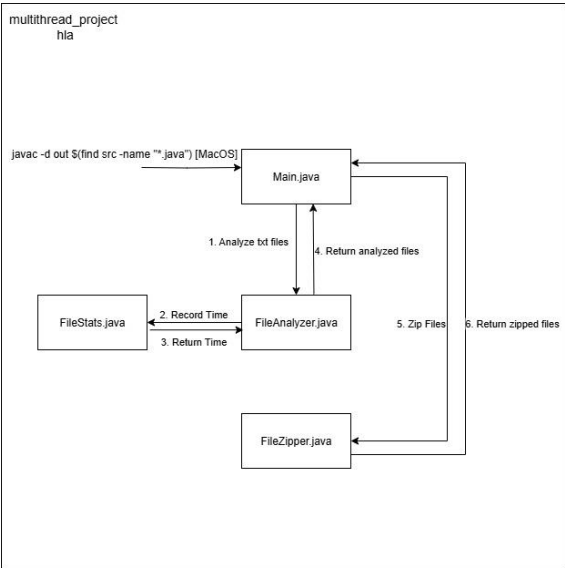 multithread_project
hla
javac -d out $(find src -name "*.java") [MacOS]
Main.java
1. Analyze txt files
4. Return analyzed files
FileStats.java
2. Record Time
3. Return Time
FileAnalyzer.java
5. Zip Files
6. Return zipped files
FileZipper.java